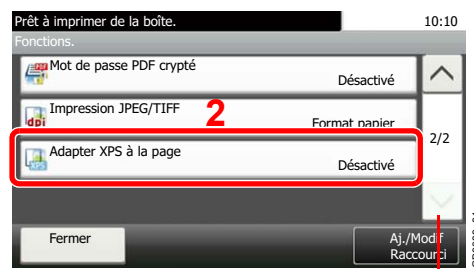 Prêt à imprimer de la boîte.
10:10
Fonctions.
Mot de passe PDF crypté
Désactivé
Impression JPEG/TIFF
2
Format papier
2/2
Adapter XPS à la page
Désactivé
Fermer
Aj./Modif
Raccourci